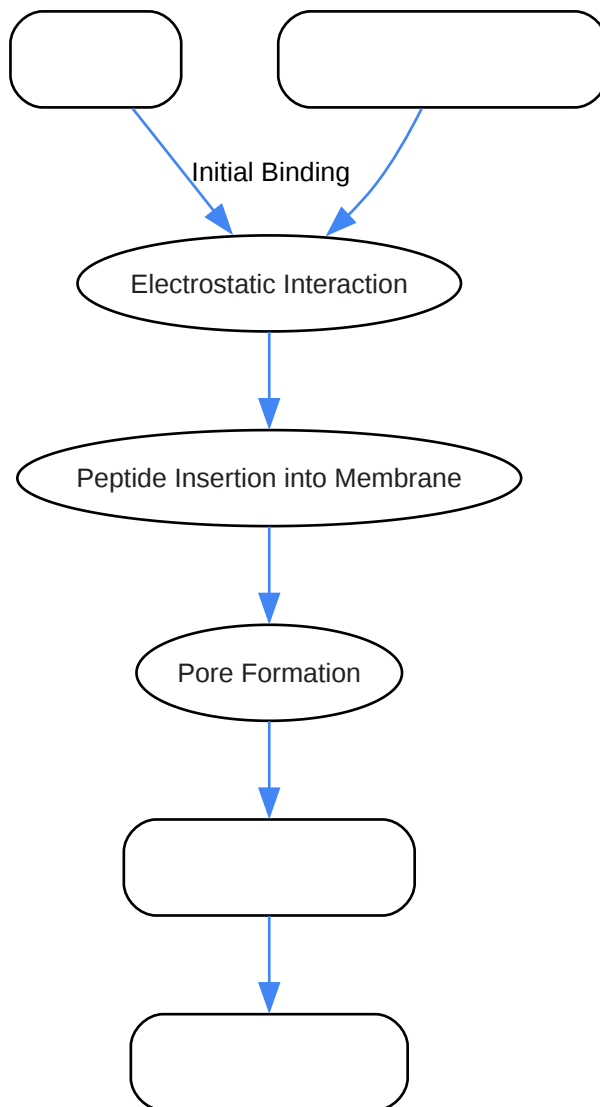 Initial Binding
Electrostatic Interaction
Peptide Insertion into Membrane
Pore Formation